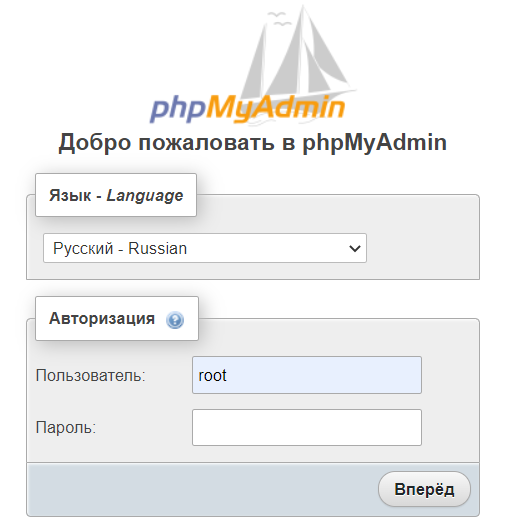 phpMyAdmin
Добро пожаловать в phpMyAdmin
Язык - Language
Русский - Russian
Авторизация
Пользователь: root
Пароль:
Вперёд